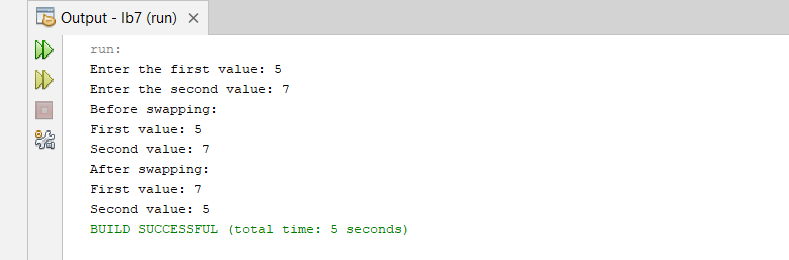 Output - lb7 (run)
run:
Enter the first value: 5
Enter the second value: 7
Before swapping:
First value: 5
Second value: 7
After swapping:
First value: 7
Second value: 5
BUILD SUCCESSFUL (total time: 5 seconds)